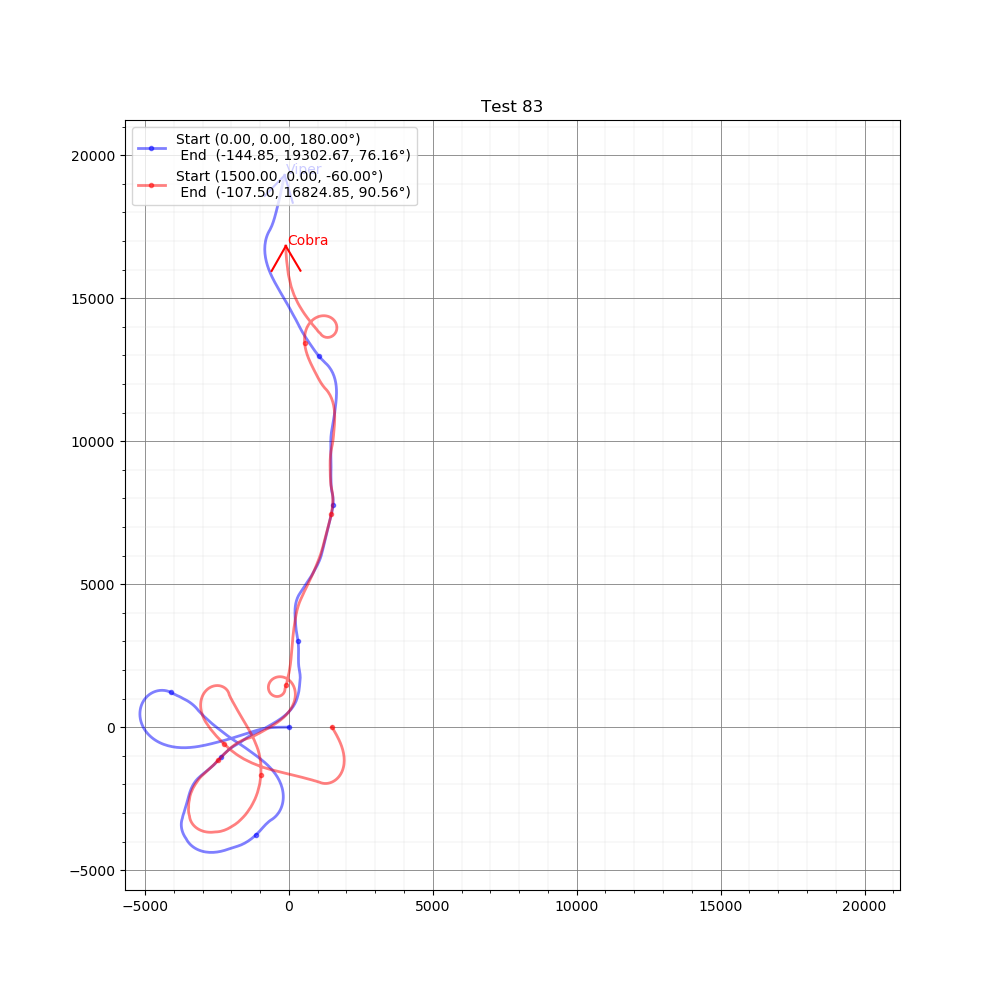 Test 83
Start (0.00, 0.00, 180.00°)
End (-144.85, 19302.67, 76.16°)
Start (1500.00, 0.00, -60.00°)
End (-107.50, 16824.85, 90.56°)
Viper
Cobra
20000
15000
10000
5000
0
−5000
−5000 0 5000 10000 15000 20000